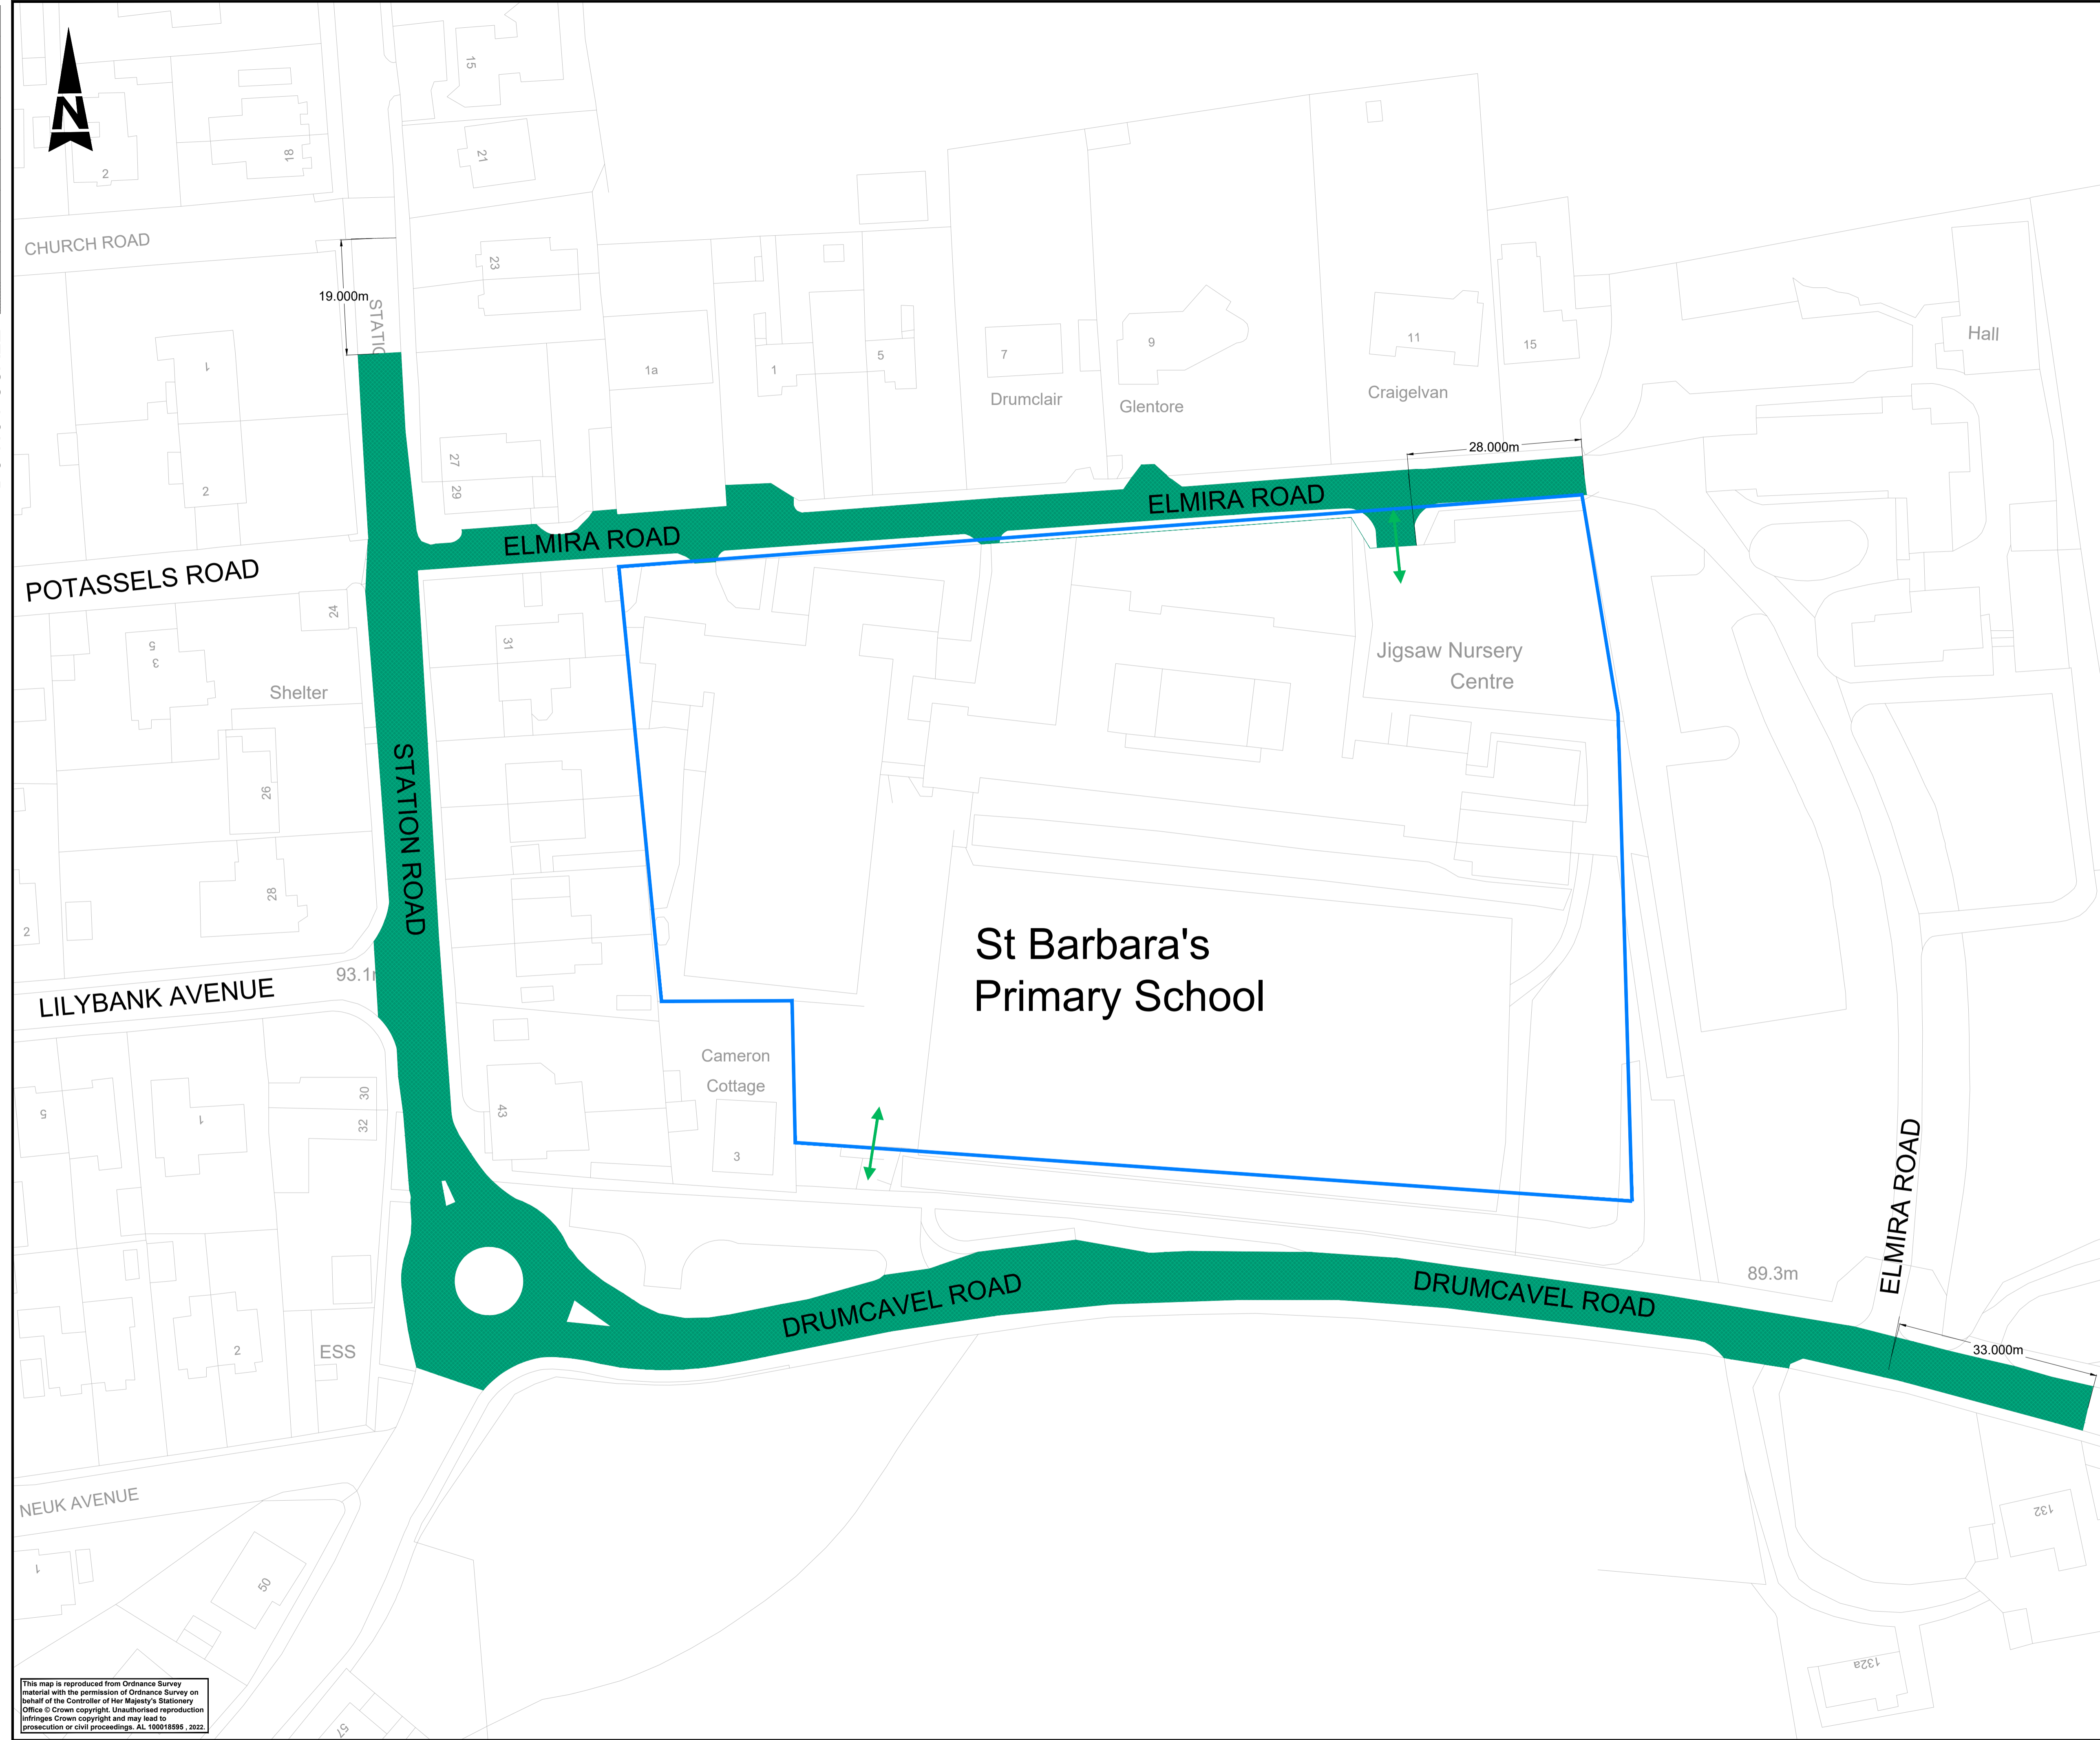 N
15
18
21
2
CHURCH ROAD
23
19.000m
STATIO
1
1a
1
5
7
9
11
15
Hall
Drumclair
Glentore
Craigelvan
28.000m
27
29
2
ELMIRA ROAD
ELMIRA ROAD
POTASSELS ROAD
24
31
5
3
Shelter
Jigsaw Nursery
Centre
26
STATION ROAD
28
2
St Barbara's
Primary School
93.1m
LILYBANK AVENUE
Cameron
Cottage
3
43
30
32
5
1
ELMIRA ROAD
89.3m
DRUMCAVEL ROAD
DRUMCAVEL ROAD
33.000m
2
ESS
NEUK AVENUE
1
50
57
132
132a
This map is reproduced from Ordnance Survey
material with the permission of Ordnance Survey on
behalf of the Controller of Her Majesty's Stationery
Office © Crown copyright. Unauthorised reproduction
infringes Crown copyright and may lead to
prosecution or civil proceedings. AL 100018595 , 2022.